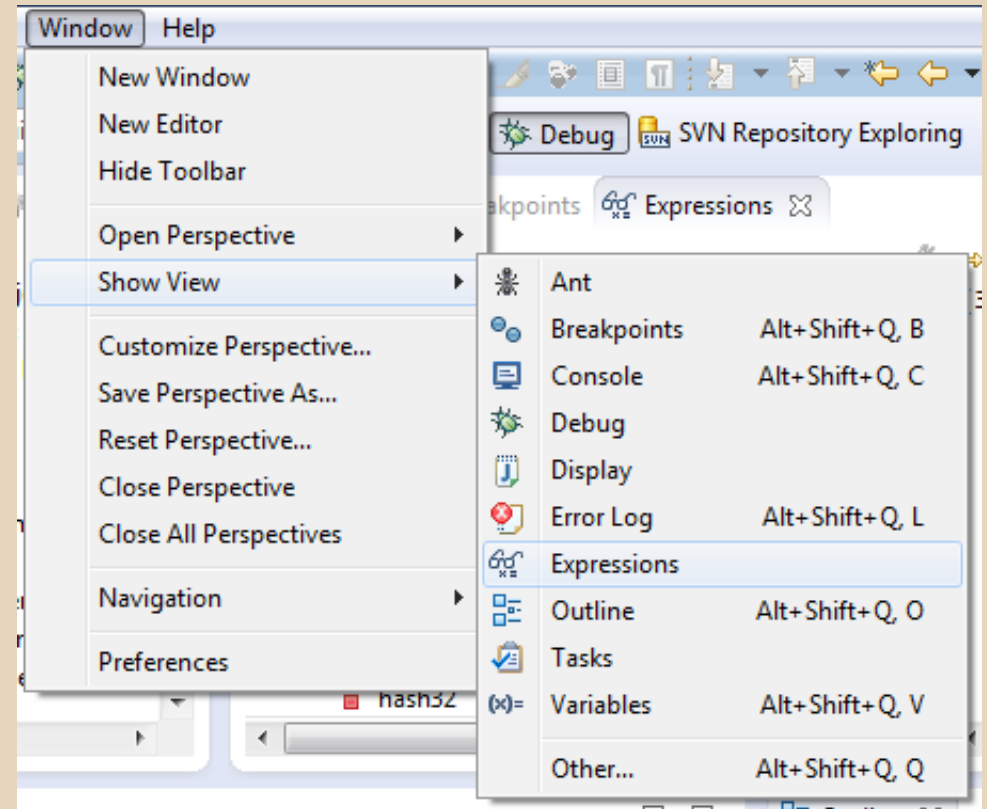 Window Help
New Window
New Editor
Hide Toolbar
Open Perspective
Show View
Customize Perspective...
Save Perspective As...
Reset Perspective...
Close Perspective
Close All Perspectives
Navigation
Preferences
Debug SVN Repository Exploring
Expressions
Ant
Breakpoints Alt+Shift+Q, B
Console Alt+Shift+Q, C
Debug
Display
Error Log Alt+Shift+Q, L
Expressions
Outline Alt+Shift+Q, O
Tasks
(x)= Variables Alt+Shift+Q, V
Other... Alt+Shift+Q, Q
hash32